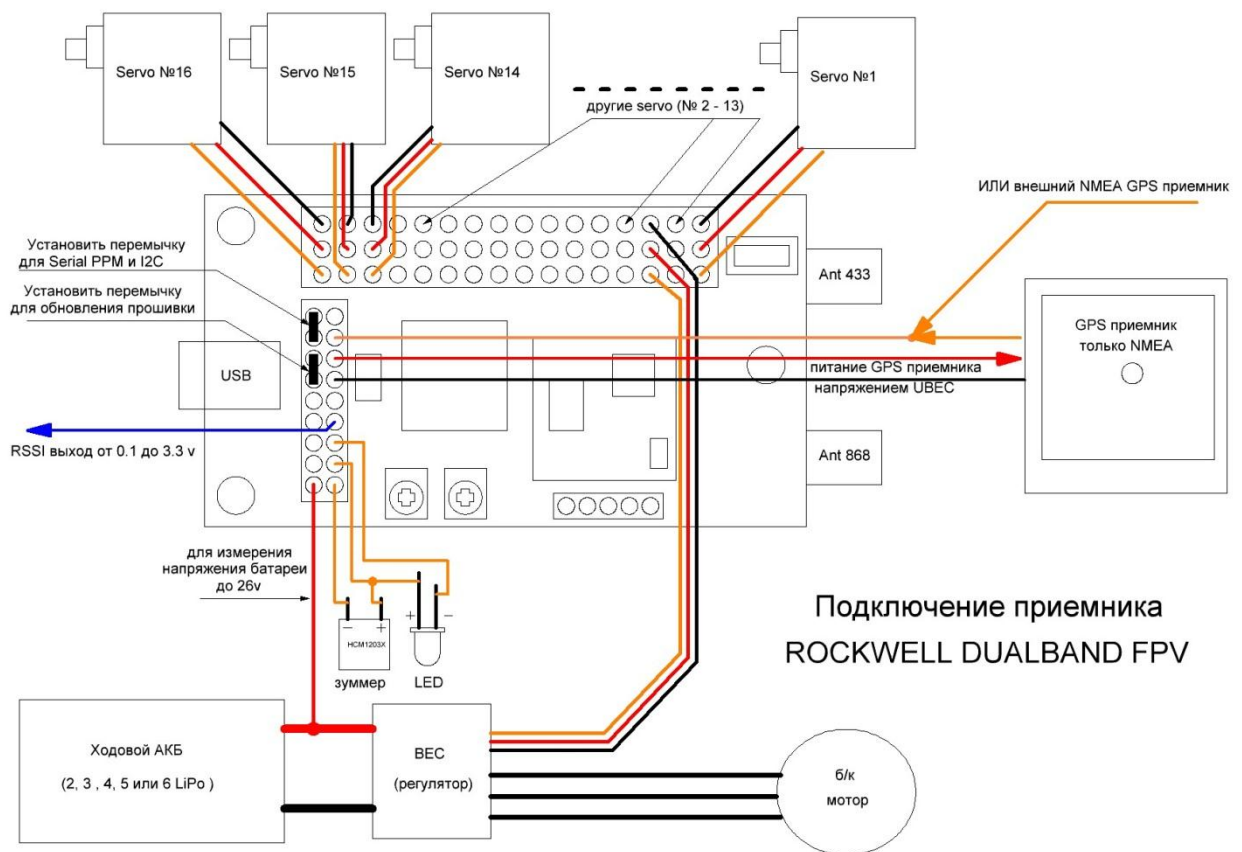 Servo №16
Servo №15
Servo №14
Servo №1
другие servo (№ 2 - 13)
ИЛИ внешний NMEA GPS приемник
Установить перемычку
для Serial PPM и I2C
Установить перемычку
для обновления прошивки
Ant 433
GPS приемник
только NMEA
USB
питание GPS приемника
напряжением UBEC
RSSI выход от 0.1 до 3.3 v
Ant 868
для измерения
напряжения батареи
до 26v
+
−
−
+
HCM1203X
зуммер
LED
Подключение приемника
ROCKWELL DUALBAND FPV
Ходовой АКБ
(2, 3 , 4, 5 или 6 LiPo )
BEC
(регулятор)
б/к
мотор